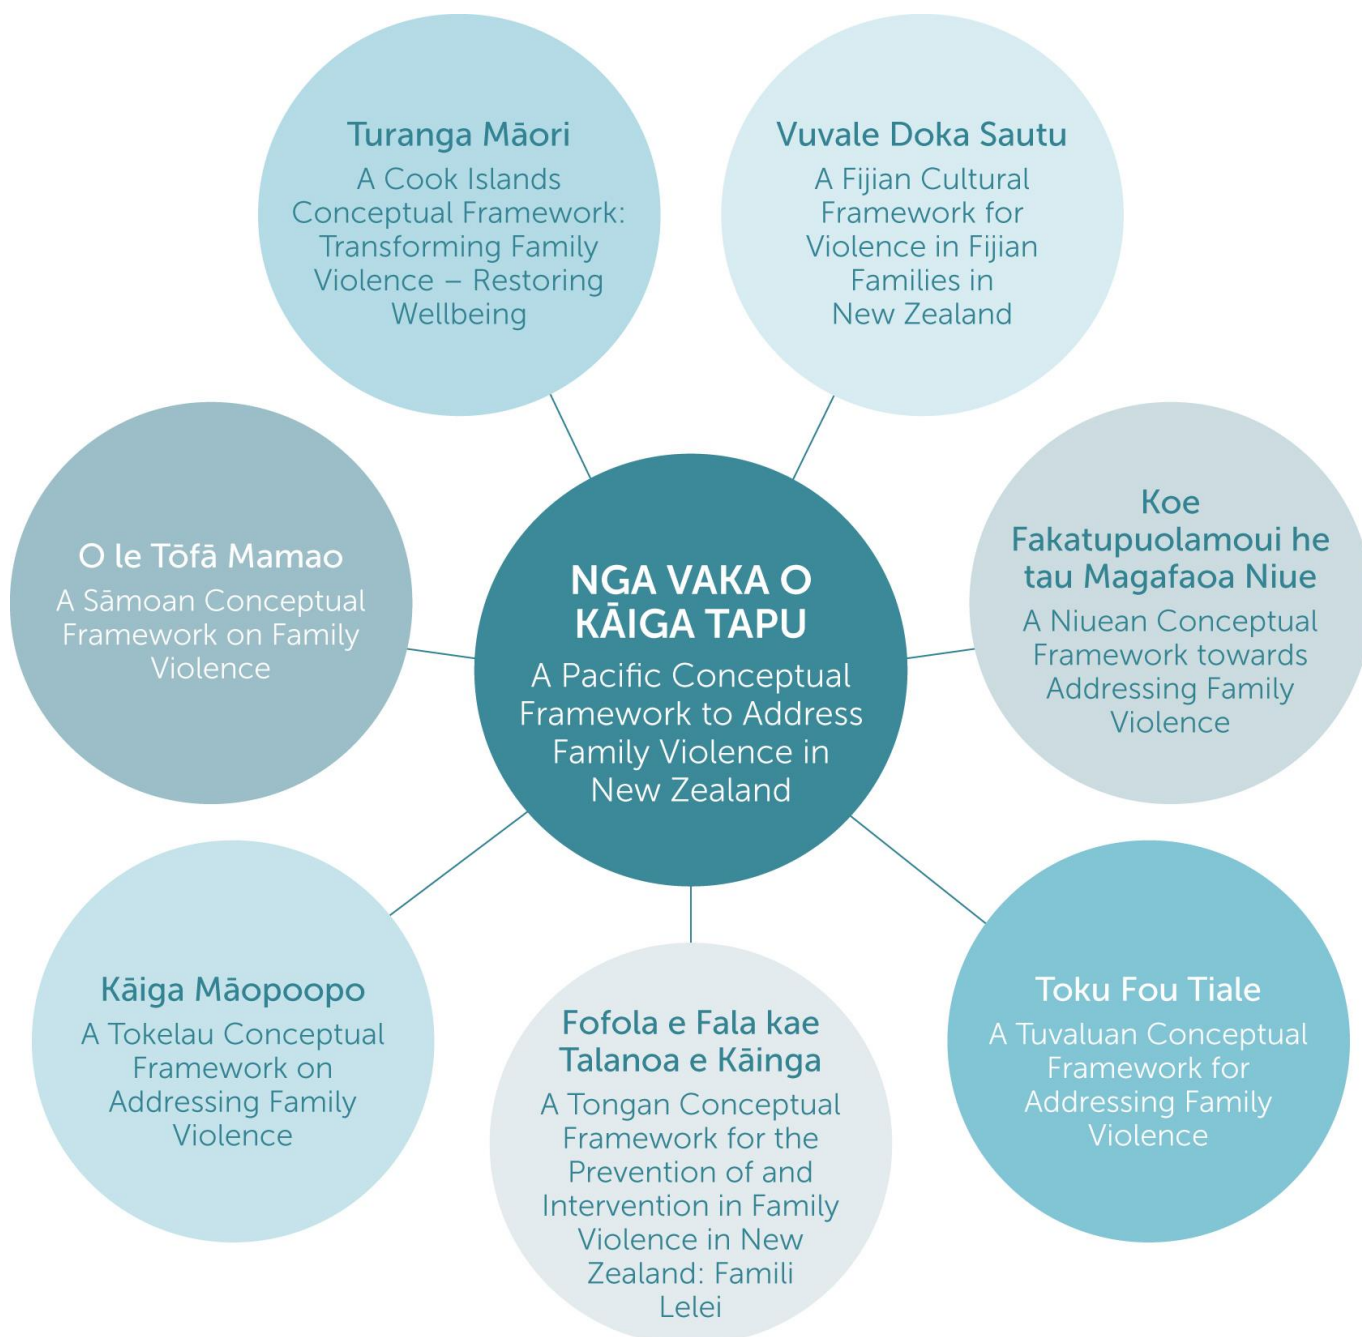 Turanga Māori
A Cook Islands
Conceptual Framework:
Transforming Family
Violence – Restoring
Wellbeing
Vuvale Doka Sautu
A Fijian Cultural
Framework for
Violence in Fijian
Families in
New Zealand
O le Tōfā Mamao
A Sāmoan Conceptual
Framework on Family
Violence
NGA VAKA O
KĀIGA TAPU
A Pacific Conceptual
Framework to Address
Family Violence in
New Zealand
Koe
Fakatupuolamoui he
tau Magafaoa Niue
A Niuean Conceptual
Framework towards
Addressing Family
Violence
Kāiga Māopoopo
A Tokelau Conceptual
Framework on
Addressing Family
Violence
Fofola e Fala kae
Talanoa e Kāinga
A Tongan Conceptual
Framework for the
Prevention of and
Intervention in Family
Violence in New
Zealand: Famili
Lelei
Toku Fou Tiale
A Tuvaluan Conceptual
Framework for
Addressing Family
Violence